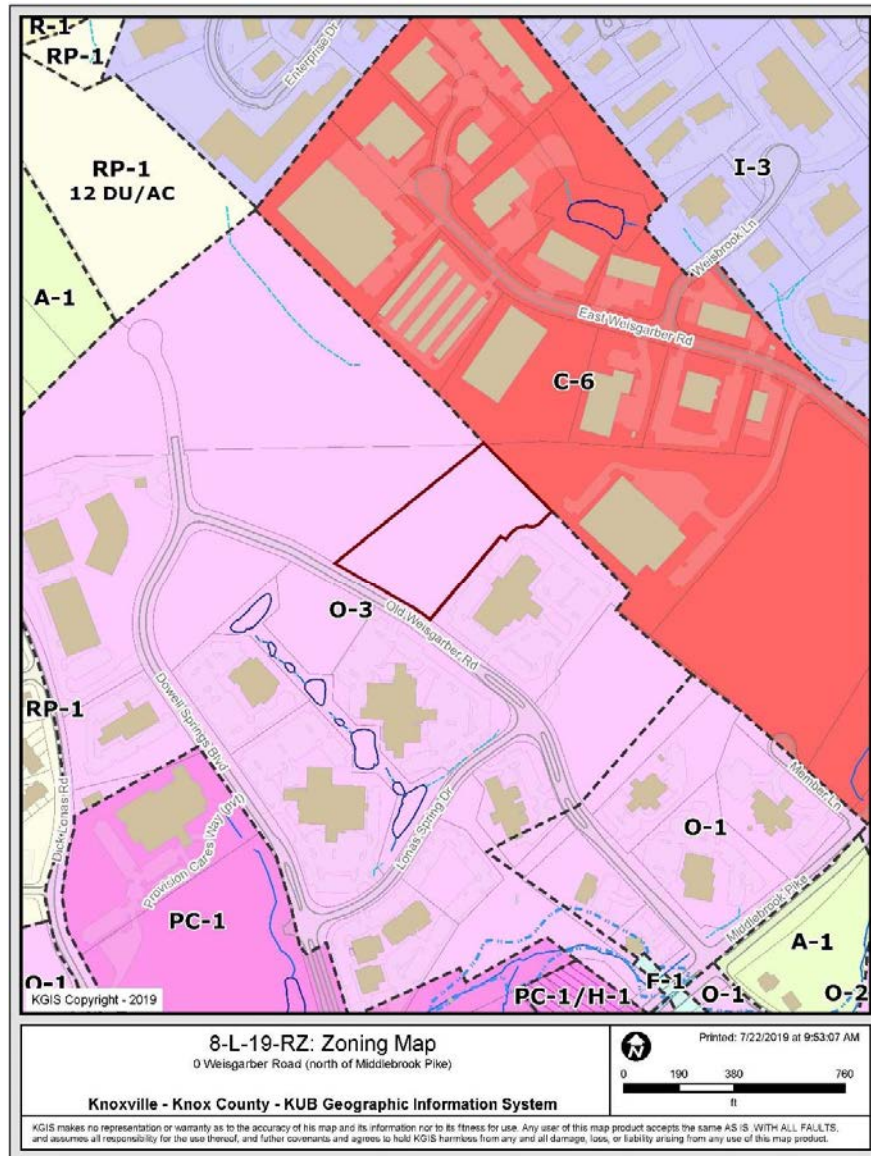 R-1
RP-1
Enterprise Dr
RP-1
12 DU/AC
I-3
Weisbrook Ln
A-1
East Weisgarber Rd
C-6
O-3
Old Weisgarber Rd
RP-1
Dowell Springs Blvd
Dick Lonas Rd
Provision Cares Way (pvt)
Lonas Spring Dr
Member Ln
O-1
PC-1
Middlebrook Pike
A-1
O-1
F-1
PC-1/H-1
O-1
O-2
KGIS Copyright - 2019
8-L-19-RZ: Zoning Map
0 Weisgarber Road (north of Middlebrook Pike)
Knoxville - Knox County - KUB Geographic Information System
N
Printed: 7/22/2019 at 9:53:07 AM
0 190 380 760
ft
KGIS makes no representation or warranty as to the accuracy of his map and its information nor to its fitness for use. Any user of this map product accepts the same AS IS ,WITH ALL FAULTS,
and assumes all responsibility for the use thereof, and futher covenants and agrees to hold KGIS harmless from any and all damage, loss, or liability arising from any use of this map product.